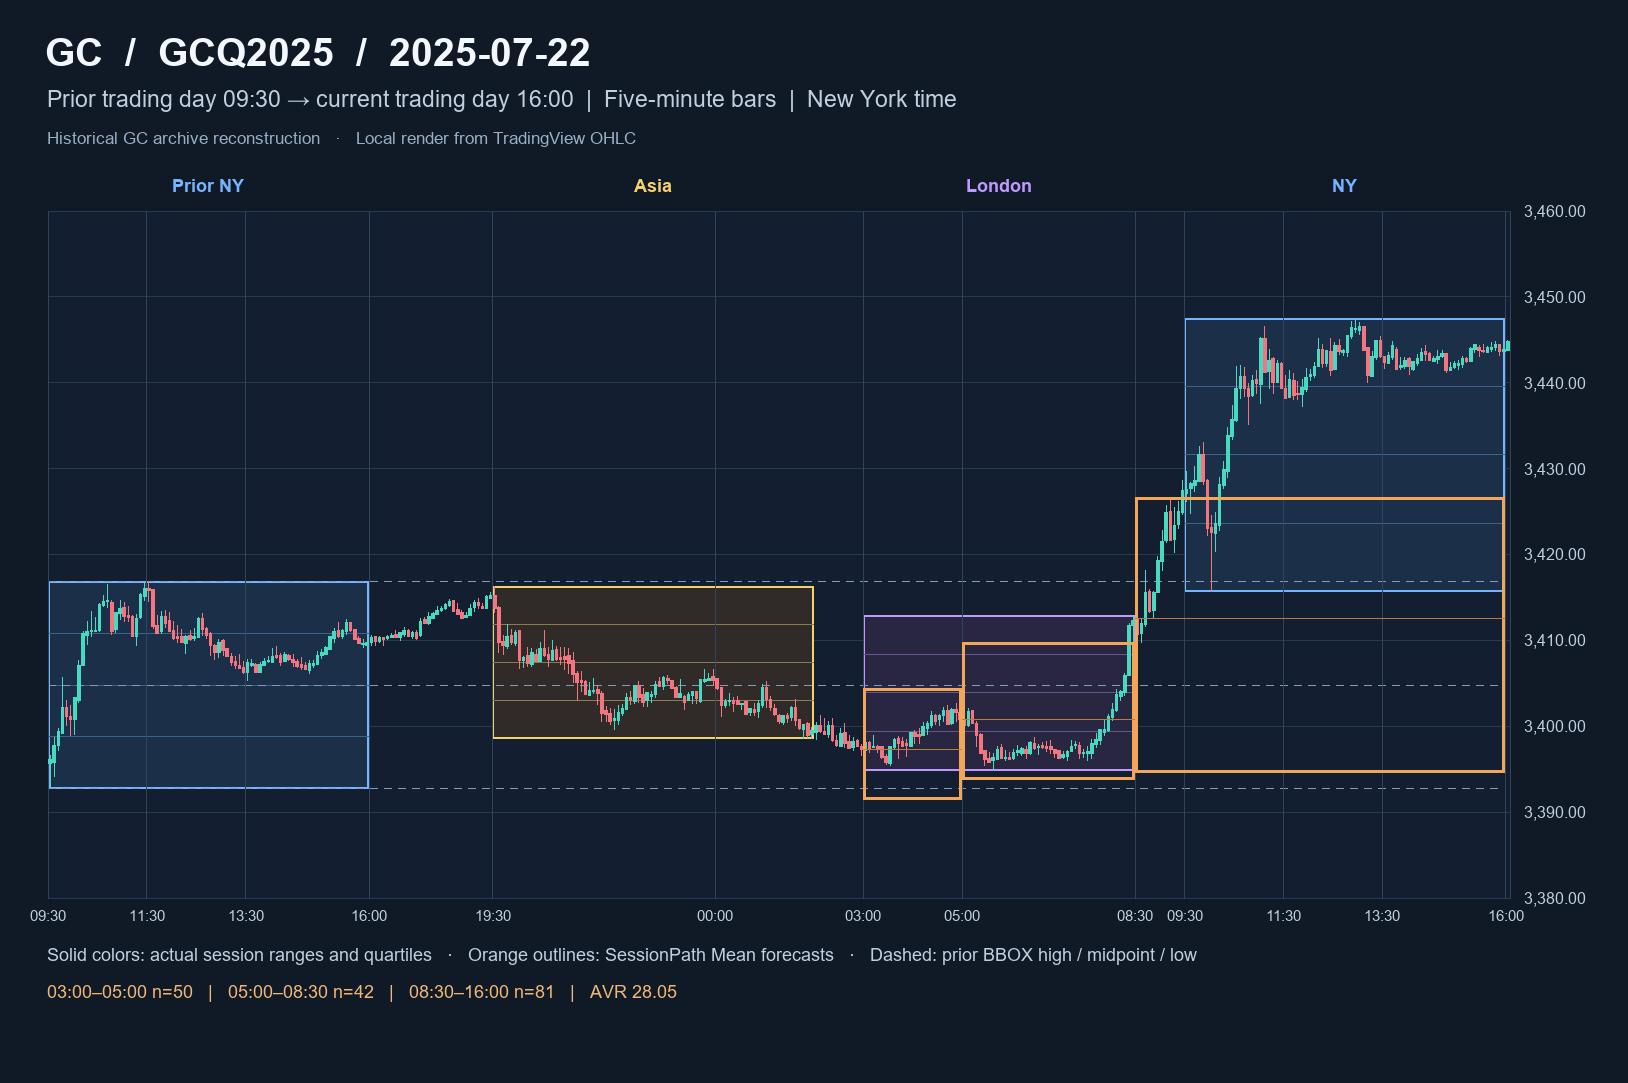 GC / GCQ2025 / 2025-07-22
Prior trading day 09:30 → current trading day 16:00 | Five-minute bars | New York time
Historical GC archive reconstruction · Local render from TradingView OHLC
Prior NY Asia London NY
3,460.00
3,450.00
3,440.00
3,430.00
3,420.00
3,410.00
3,400.00
3,390.00
3,380.00
09:30 11:30 13:30 16:00 19:30 00:00 03:00 05:00 08:30 09:30 11:30 13:30 16:00
Solid colors: actual session ranges and quartiles · Orange outlines: SessionPath Mean forecasts · Dashed: prior BBOX high / midpoint / low
03:00–05:00 n=50 | 05:00–08:30 n=42 | 08:30–16:00 n=81 | AVR 28.05